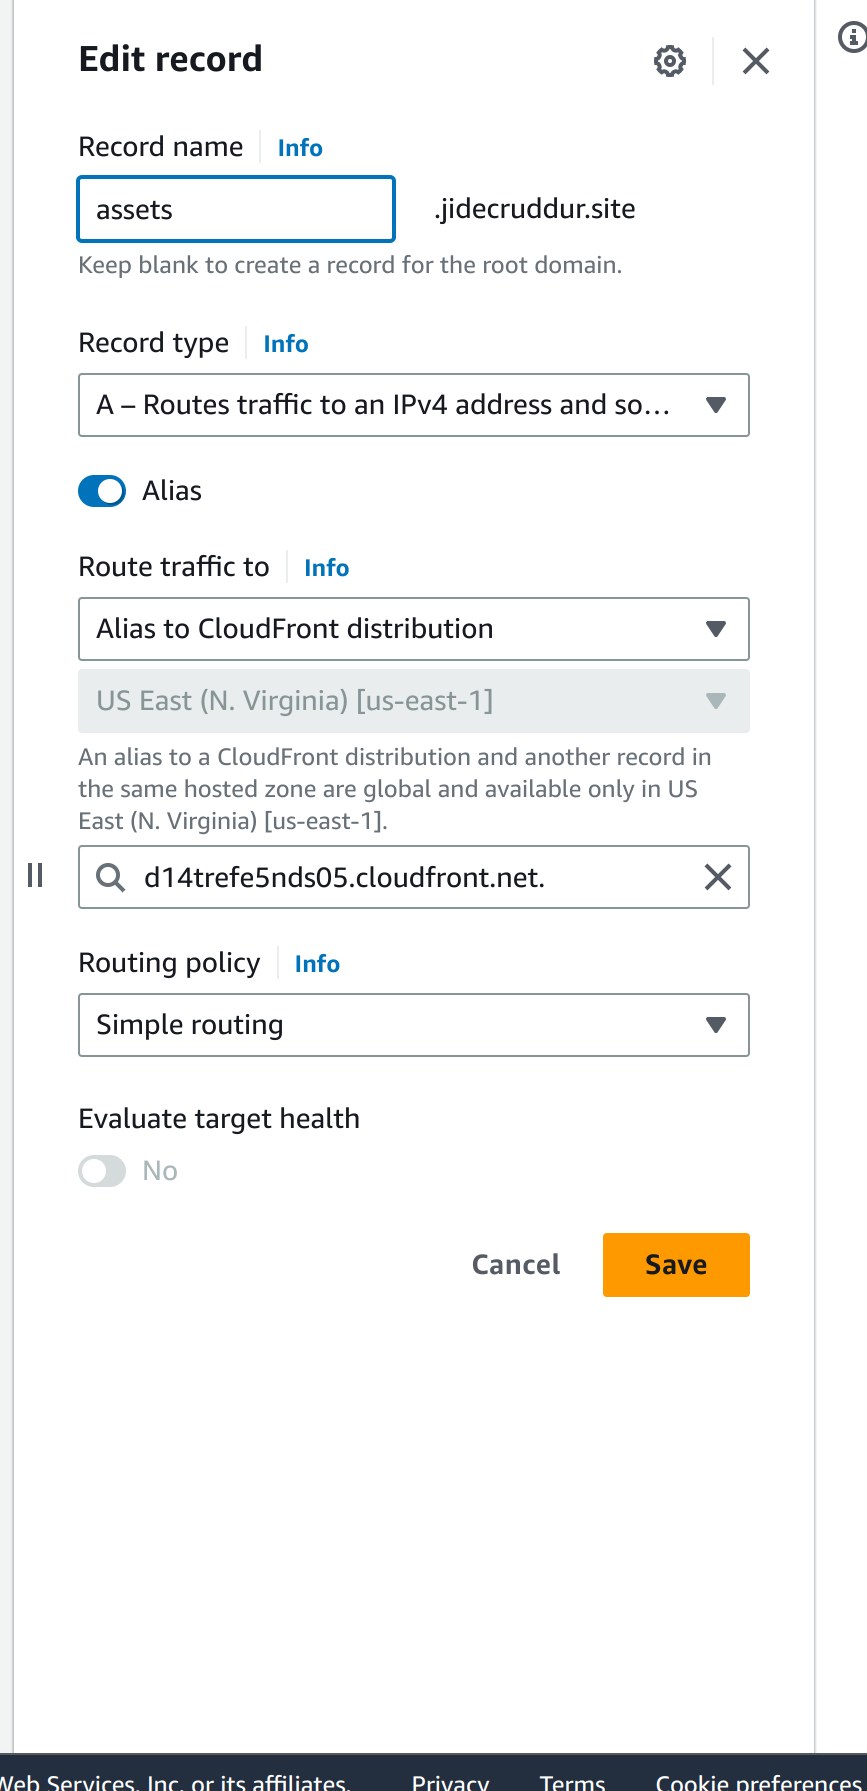 Edit record
Record name Info
assets .jidecruddur.site
Keep blank to create a record for the root domain.
Record type Info
A – Routes traffic to an IPv4 address and so...
Alias
Route traffic to Info
Alias to CloudFront distribution
US East (N. Virginia) [us-east-1]
An alias to a CloudFront distribution and another record in
the same hosted zone are global and available only in US
East (N. Virginia) [us-east-1].
d14trefe5nds05.cloudfront.net.
Routing policy Info
Simple routing
Evaluate target health
No
Cancel Save
Web Services, Inc. or its affiliates. Privacy Terms Cookie preferences